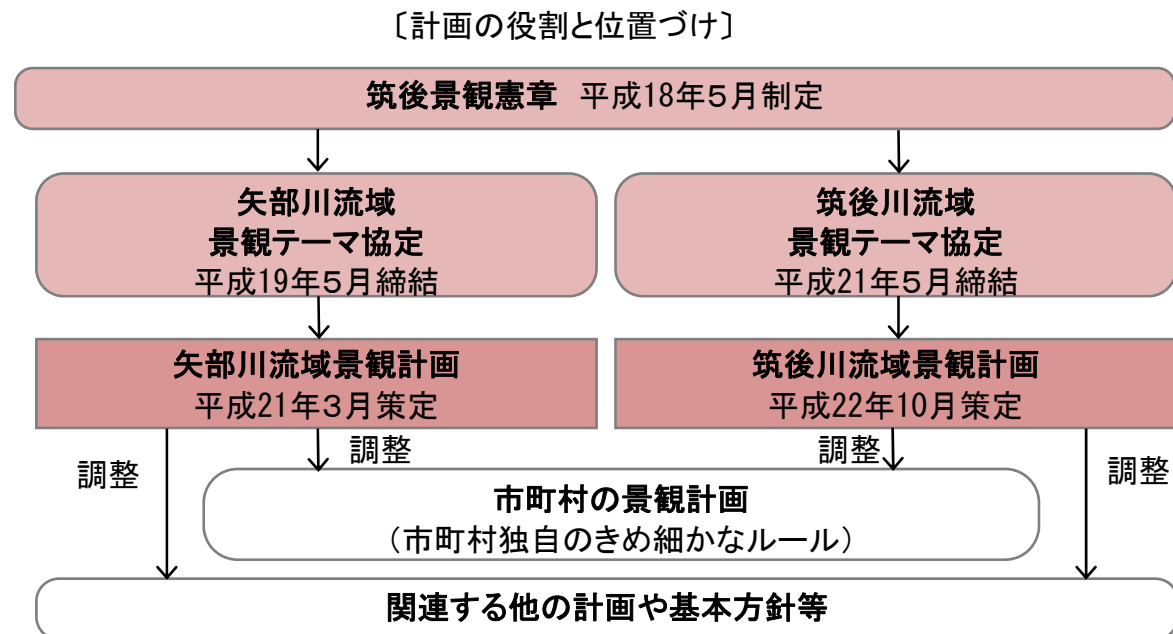 〔計画の役割と位置づけ〕
筑後景観憲章 平成18年５月制定
矢部川流域
景観テーマ協定
平成19年５月締結
筑後川流域
景観テーマ協定
平成21年５月締結
矢部川流域景観計画
平成21年３月策定
筑後川流域景観計画
平成22年10月策定
調整
調整
調整
調整
市町村の景観計画
（市町村独自のきめ細かなルール）
関連する他の計画や基本方針等